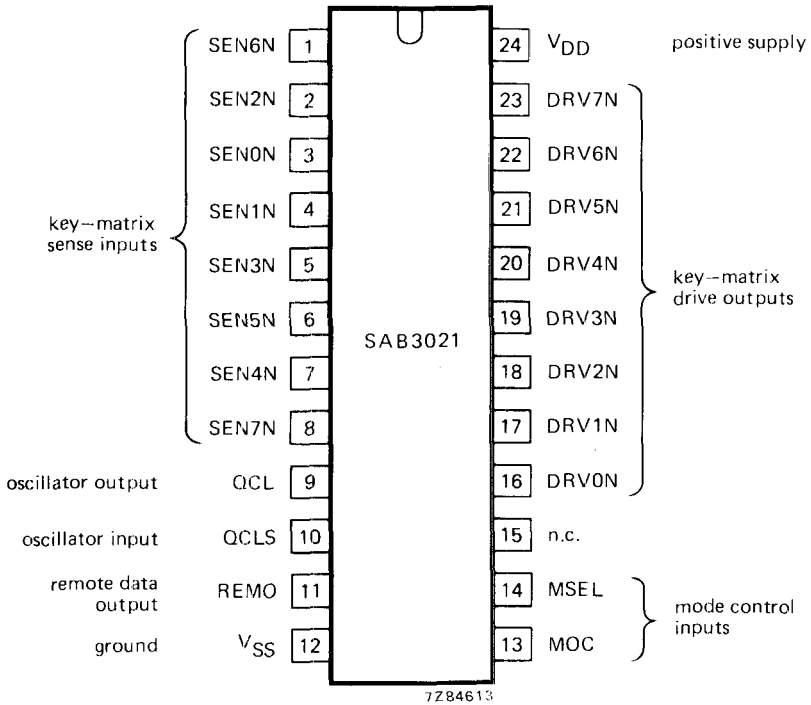 SEN6N 1 24 VDD positive supply
SEN2N 2 23 DRV7N
SEN0N 3 22 DRV6N
SEN1N 4 21 DRV5N
key–matrix
sense inputs
SEN3N 5 20 DRV4N
key–matrix
drive outputs
SEN5N 6 19 DRV3N
SAB3021
SEN4N 7 18 DRV2N
SEN7N 8 17 DRV1N
oscillator output QCL 9 16 DRV0N
oscillator input QCLS 10 15 n.c.
remote data
output
REMO 11 14 MSEL
mode control
inputs
ground VSS 12 13 MOC
7Z84613